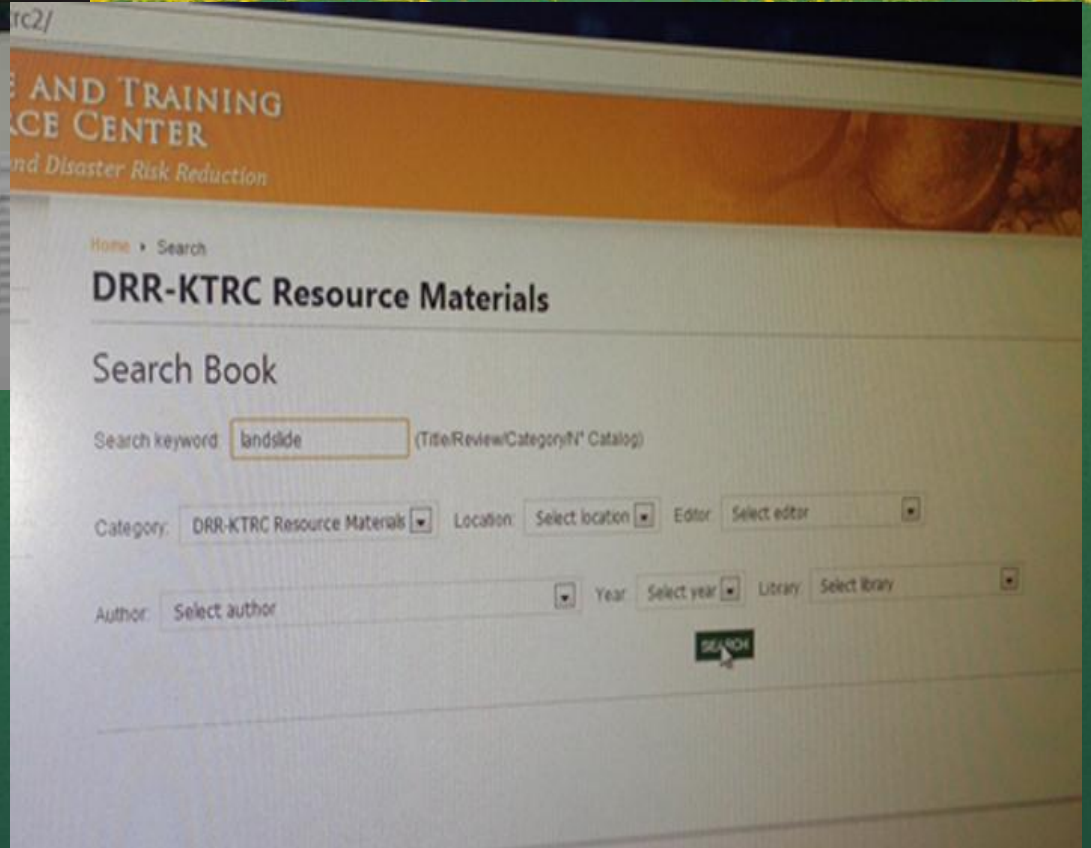 rc2/
E AND TRAINING
CE CENTER
nd Disaster Risk Reduction
Home › Search
DRR-KTRC Resource Materials
Search Book
Search keyword landslide (Title/Review/Category/N° Catalog)
Category: DRR-KTRC Resource Materials Location: Select location Editor Select editor
Author: Select author Year Select year Library: Select library
SEARCH